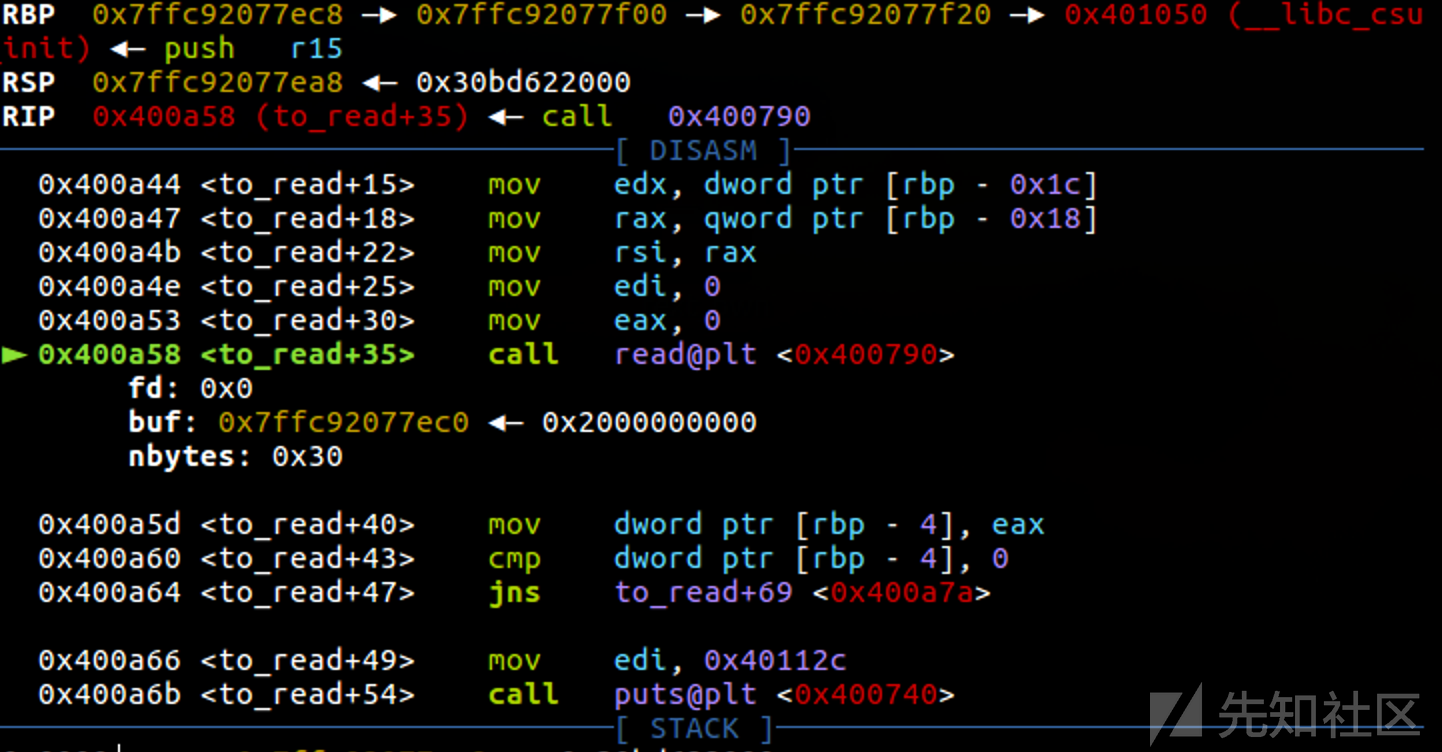 RBP 0x7ffc92077ec8 —► 0x7ffc92077f00 —► 0x7ffc92077f20 —► 0x401050 (__libc_csu
_init) ◄— push r15
RSP 0x7ffc92077ea8 ◄— 0x30bd622000
RIP 0x400a58 (to_read+35) ◄— call 0x400790
[ DISASM ]
0x400a44 <to_read+15> mov edx, dword ptr [rbp - 0x1c]
0x400a47 <to_read+18> mov rax, qword ptr [rbp - 0x18]
0x400a4b <to_read+22> mov rsi, rax
0x400a4e <to_read+25> mov edi, 0
0x400a53 <to_read+30> mov eax, 0
► 0x400a58 <to_read+35> call read@plt <0x400790>
fd: 0x0
buf: 0x7ffc92077ec0 ◄— 0x2000000000
nbytes: 0x30
0x400a5d <to_read+40> mov dword ptr [rbp - 4], eax
0x400a60 <to_read+43> cmp dword ptr [rbp - 4], 0
0x400a64 <to_read+47> jns to_read+69 <0x400a7a>
0x400a66 <to_read+49> mov edi, 0x40112c
0x400a6b <to_read+54> call puts@plt <0x400740>
[ STACK ]
先知社区